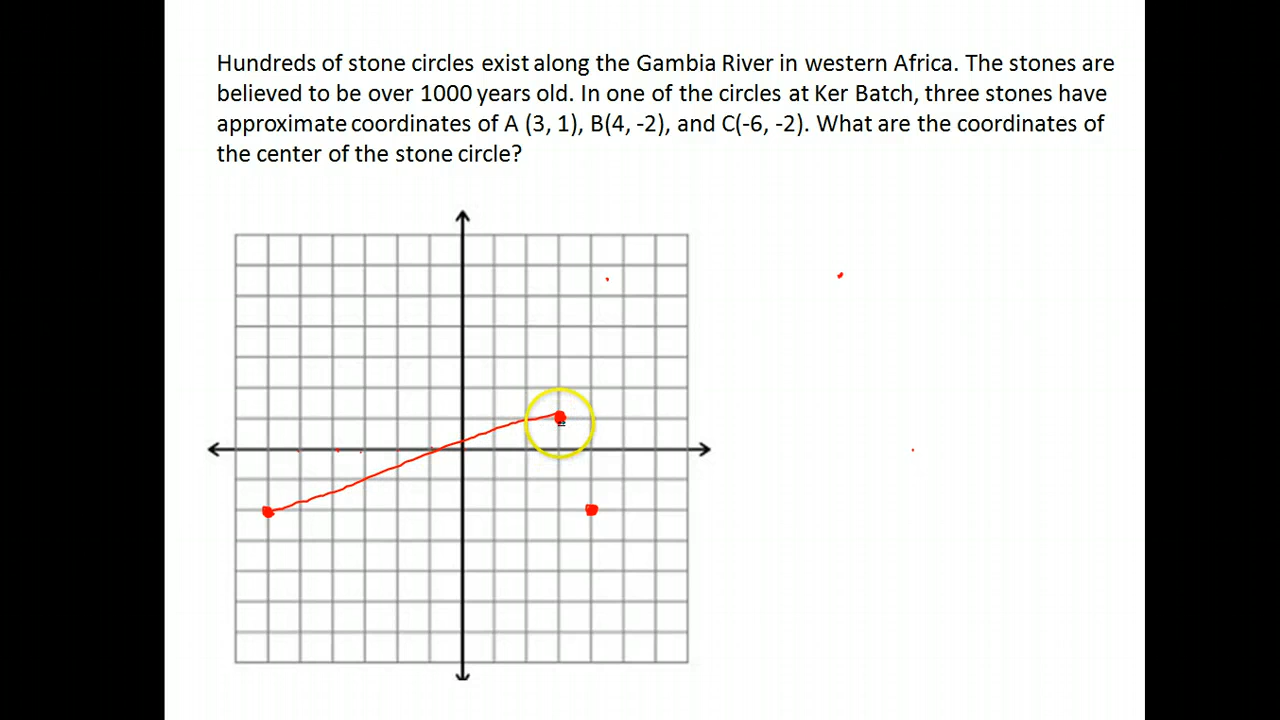 Hundreds of stone circles exist along the Gambia River in western Africa. The stones are
believed to be over 1000 years old. In one of the circles at Ker Batch, three stones have
approximate coordinates of A (3, 1), B(4, -2), and C(-6, -2). What are the coordinates of
the center of the stone circle?